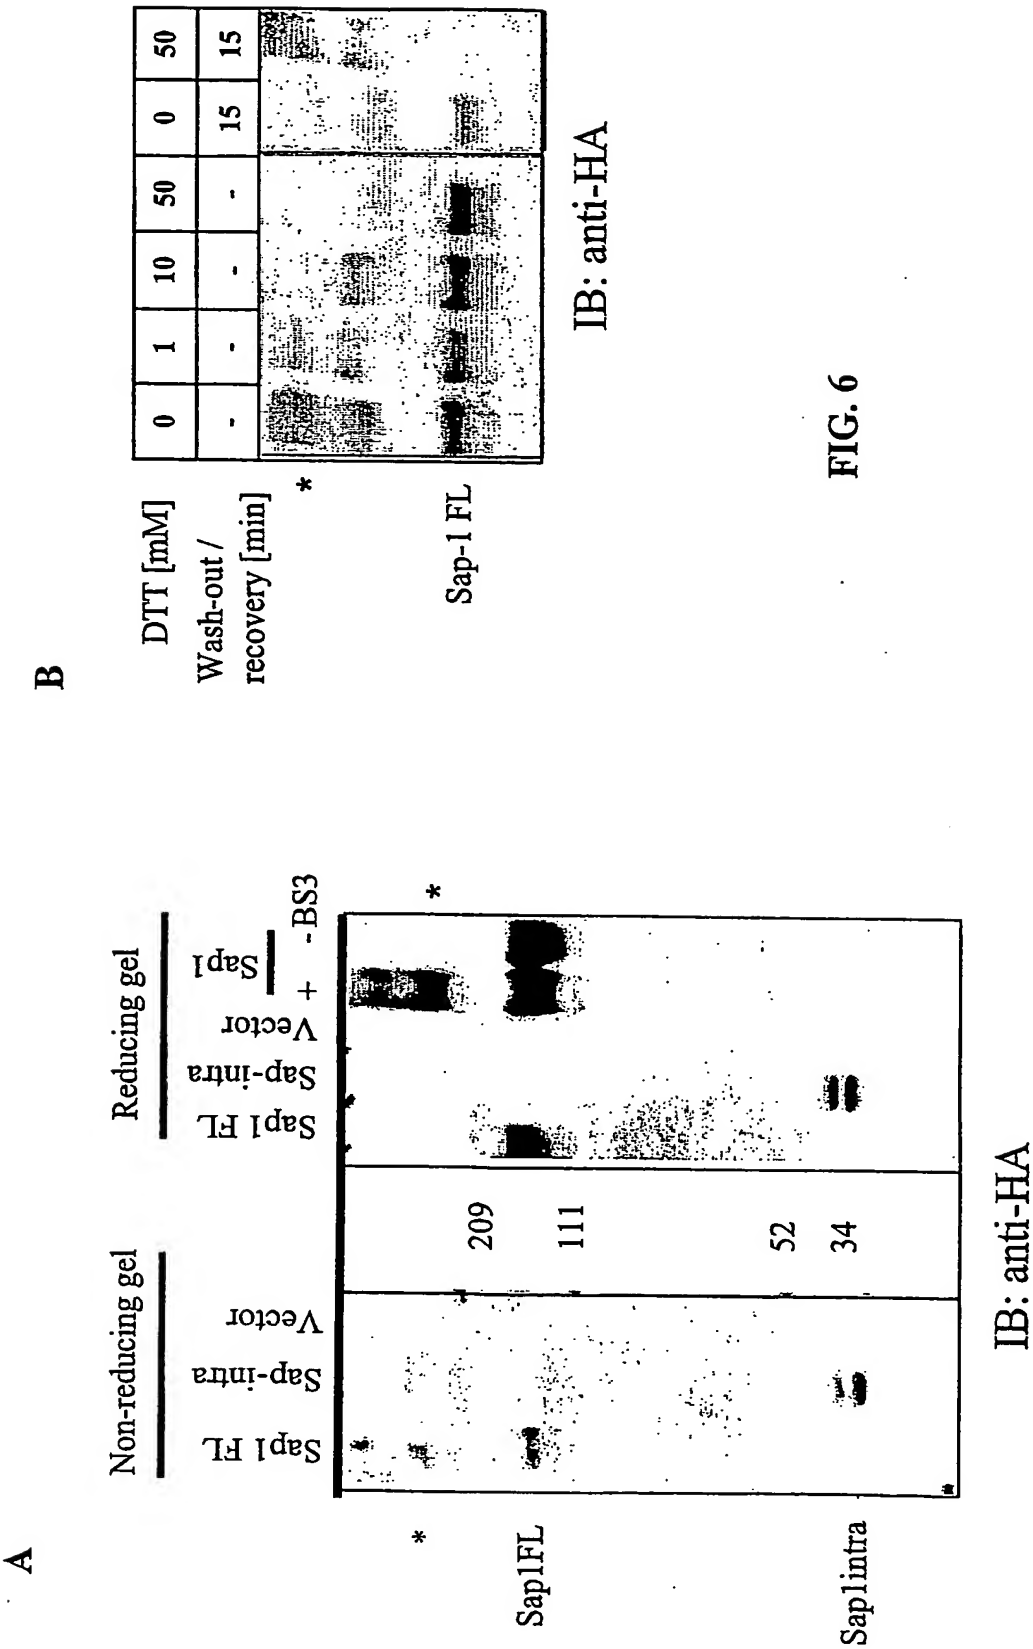 A
Non-reducing gel
Reducing gel
Sap1 FL
Sap-intra
Vector
Sap1 FL
Sap-intra
Vector
Sap1
+ - BS3
*
*
209
Sap1FL
111
52
34
Sap1intra
IB: anti-HA
B
DTT [mM]
0 1 10 50 0 50
Wash-out /
recovery [min]
- - - - 15 15
*
Sap-1 FL
IB: anti-HA
FIG. 6